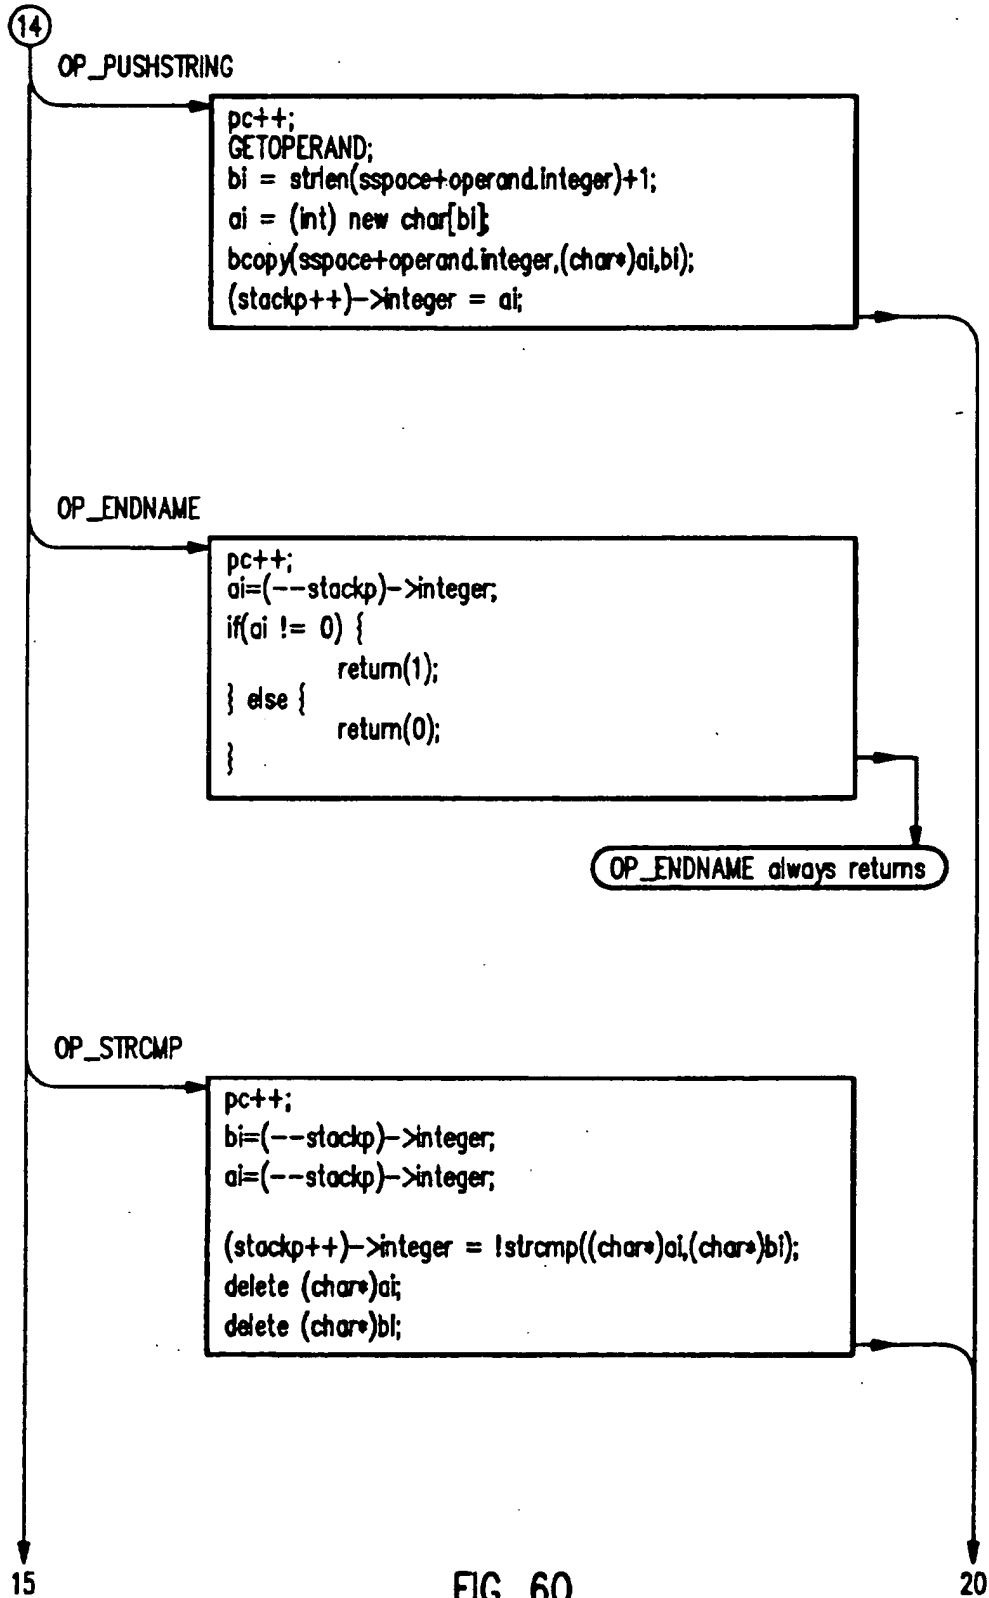 14
OP_PUSHSTRING
pc++;
GETOPERAND;
bi = strlen(sspace+operand.integer)+1;
ai = (int) new char[bi];
bcopy(sspace+operand.integer,(char*)ai,bi);
(stackp++)->integer = ai;
OP_ENDNAME
pc++;
ai=(--stackp)->integer;
if(ai != 0) {
return(1);
} else {
return(0);
}
OP_ENDNAME always returns
OP_STRCMP
pc++;
bi=(--stackp)->integer;
ai=(--stackp)->integer;
(stackp++)->integer = !strcmp((char*)ai,(char*)bi);
delete (char*)ai;
delete (char*)bi;
15
FIG. 60
20